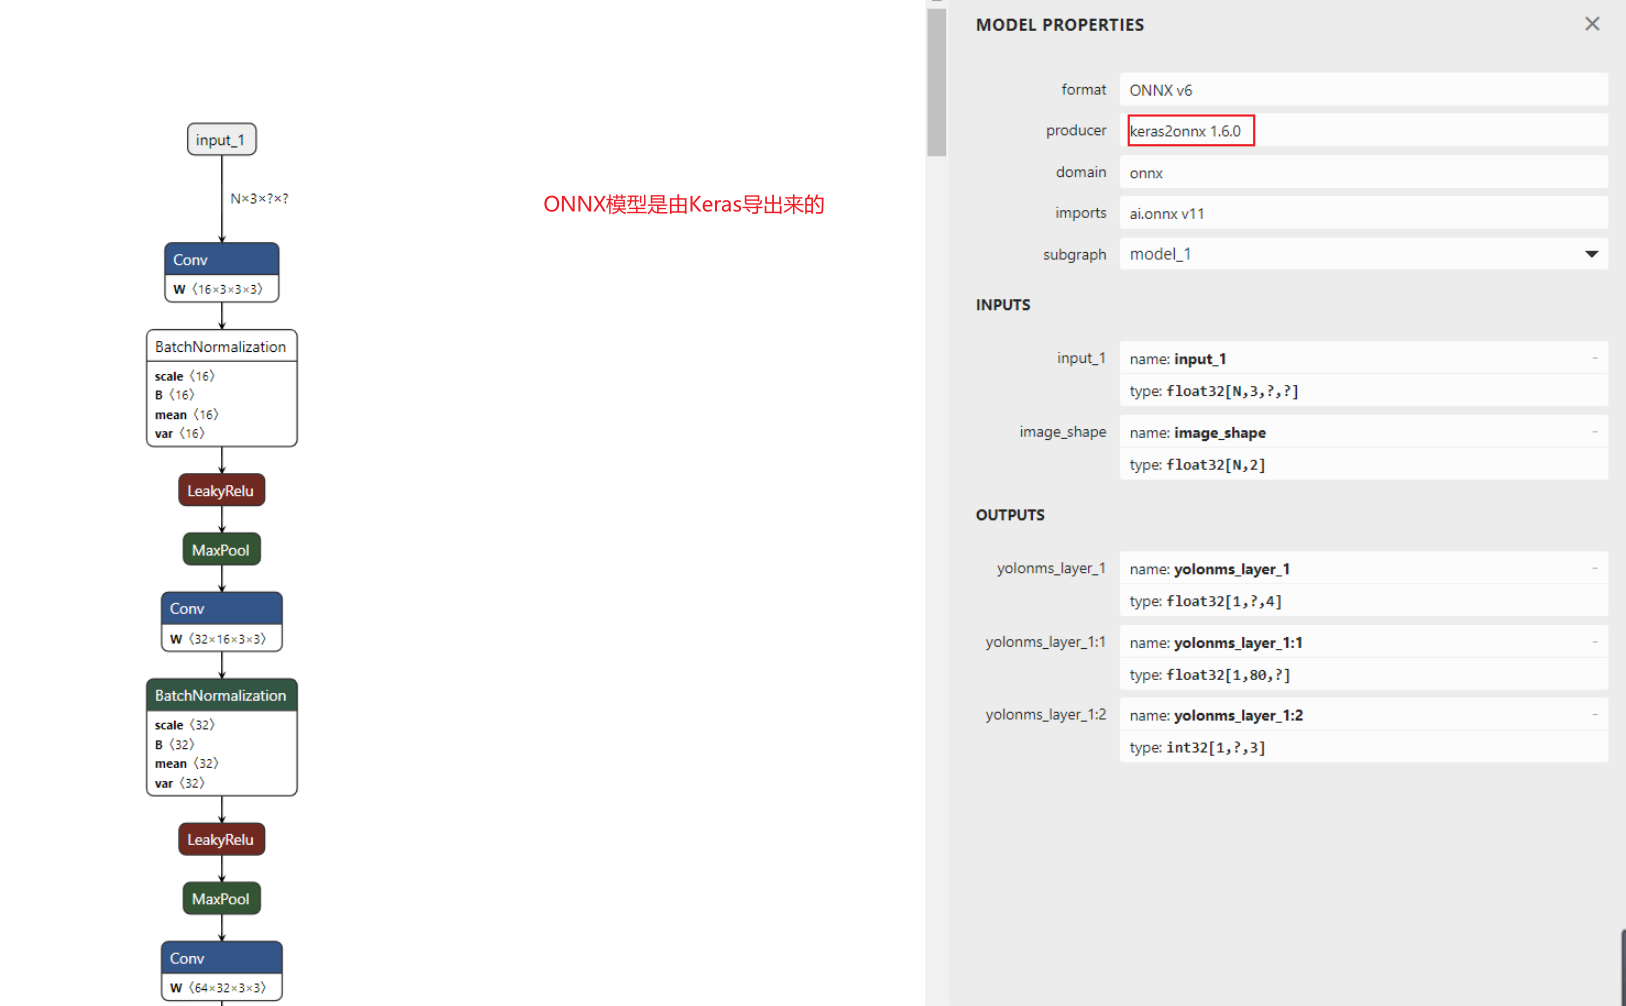 input_1
N×3×?×?
Conv
W 〈16×3×3×3〉
BatchNormalization
scale 〈16〉
B 〈16〉
mean 〈16〉
var 〈16〉
LeakyRelu
MaxPool
Conv
W 〈32×16×3×3〉
BatchNormalization
scale 〈32〉
B 〈32〉
mean 〈32〉
var 〈32〉
LeakyRelu
MaxPool
Conv
W 〈64×32×3×3〉
ONNX模型是由Keras导出来的
MODEL PROPERTIES
format ONNX v6
producer keras2onnx 1.6.0
domain onnx
imports ai.onnx v11
subgraph model_1
INPUTS
input_1 name: input_1 -
type: float32[N,3,?,?]
image_shape name: image_shape -
type: float32[N,2]
OUTPUTS
yolonms_layer_1 name: yolonms_layer_1 -
type: float32[1,?,4]
yolonms_layer_1:1 name: yolonms_layer_1:1 -
type: float32[1,80,?]
yolonms_layer_1:2 name: yolonms_layer_1:2 -
type: int32[1,?,3]